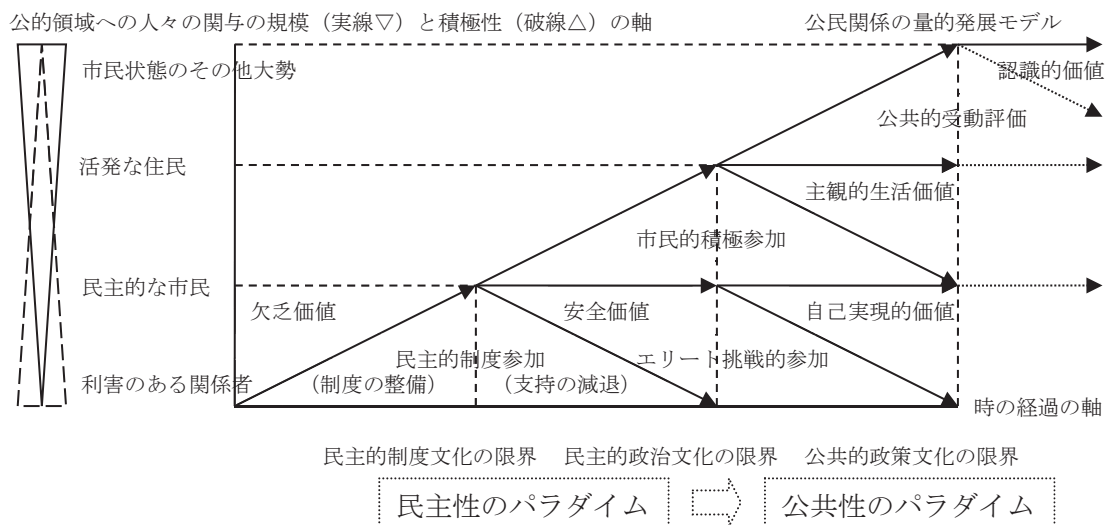 公的領域への人々の関与の規模（実線▽）と積極性（破線△）の軸
公民関係の量的発展モデル
市民状態のその他大勢
認識的価値
公共的受動評価
活発な住民
主観的生活価値
市民的積極参加
民主的な市民
欠乏価値
安全価値
自己実現的価値
民主的制度参加
エリート挑戦的参加
利害のある関係者
（制度の整備）
（支持の減退）
時の経過の軸
民主的制度文化の限界
民主的政治文化の限界
公共的政策文化の限界
民主性のパラダイム
公共性のパラダイム